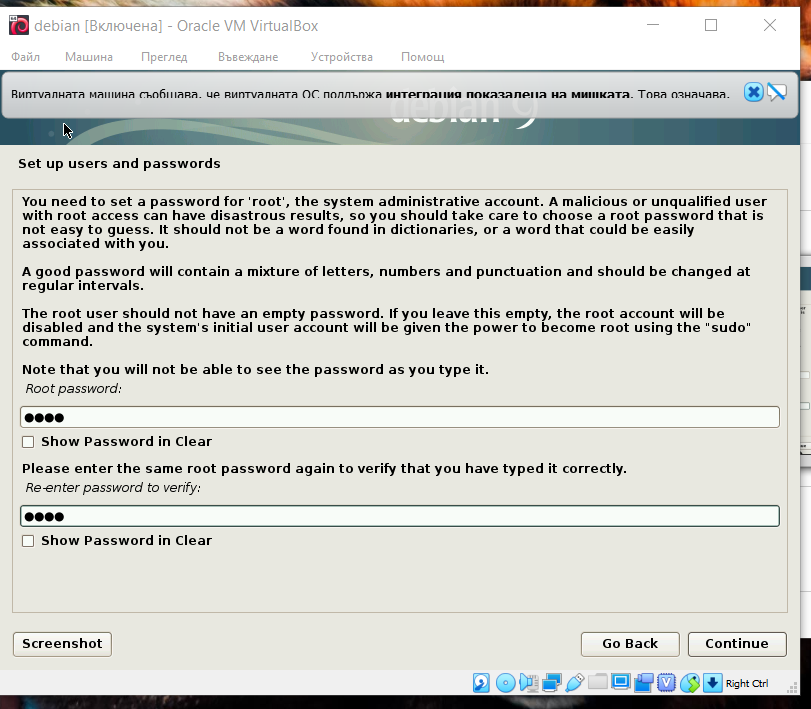 debian [Включена] - Oracle VM VirtualBox
Файл Машина Преглед Въвеждане Устройства Помощ
Виртуалната машина съобщава, че виртуалната ОС поддържа интеграция показалеца на мишката. Това означава,
debian 9
Set up users and passwords
You need to set a password for 'root', the system administrative account. A malicious or unqualified user
with root access can have disastrous results, so you should take care to choose a root password that is
not easy to guess. It should not be a word found in dictionaries, or a word that could be easily
associated with you.
A good password will contain a mixture of letters, numbers and punctuation and should be changed at
regular intervals.
The root user should not have an empty password. If you leave this empty, the root account will be
disabled and the system's initial user account will be given the power to become root using the "sudo"
command.
Note that you will not be able to see the password as you type it.
Root password:
Show Password in Clear
Please enter the same root password again to verify that you have typed it correctly.
Re-enter password to verify:
Show Password in Clear
Screenshot Go Back Continue
Right Ctrl